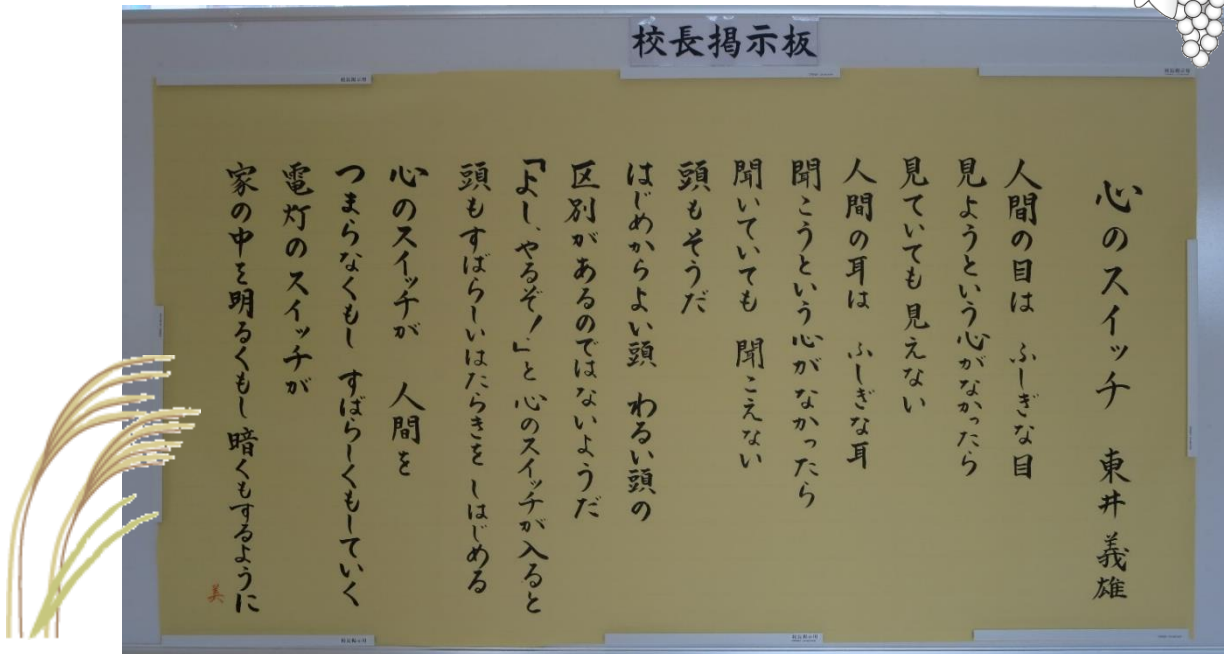 校長掲示板
心のスイッチ 東井義雄
人間の目は ふしぎな目
見ようという心がなかったら
見ていても 見えない
人間の耳は ふしぎな耳
聞こうという心がなかったら
聞いていても 聞こえない
頭もそうだ
はじめからよい頭 わるい頭の
区別があるのではないようだ
「よし、やるぞ!」と心のスイッチが入ると
頭もすばらしいはたらきを しはじめる
心のスイッチが 人間を
つまらなくもし すばらしくもしていく
電灯のスイッチが
家の中を明るくもし 暗くもするように
美